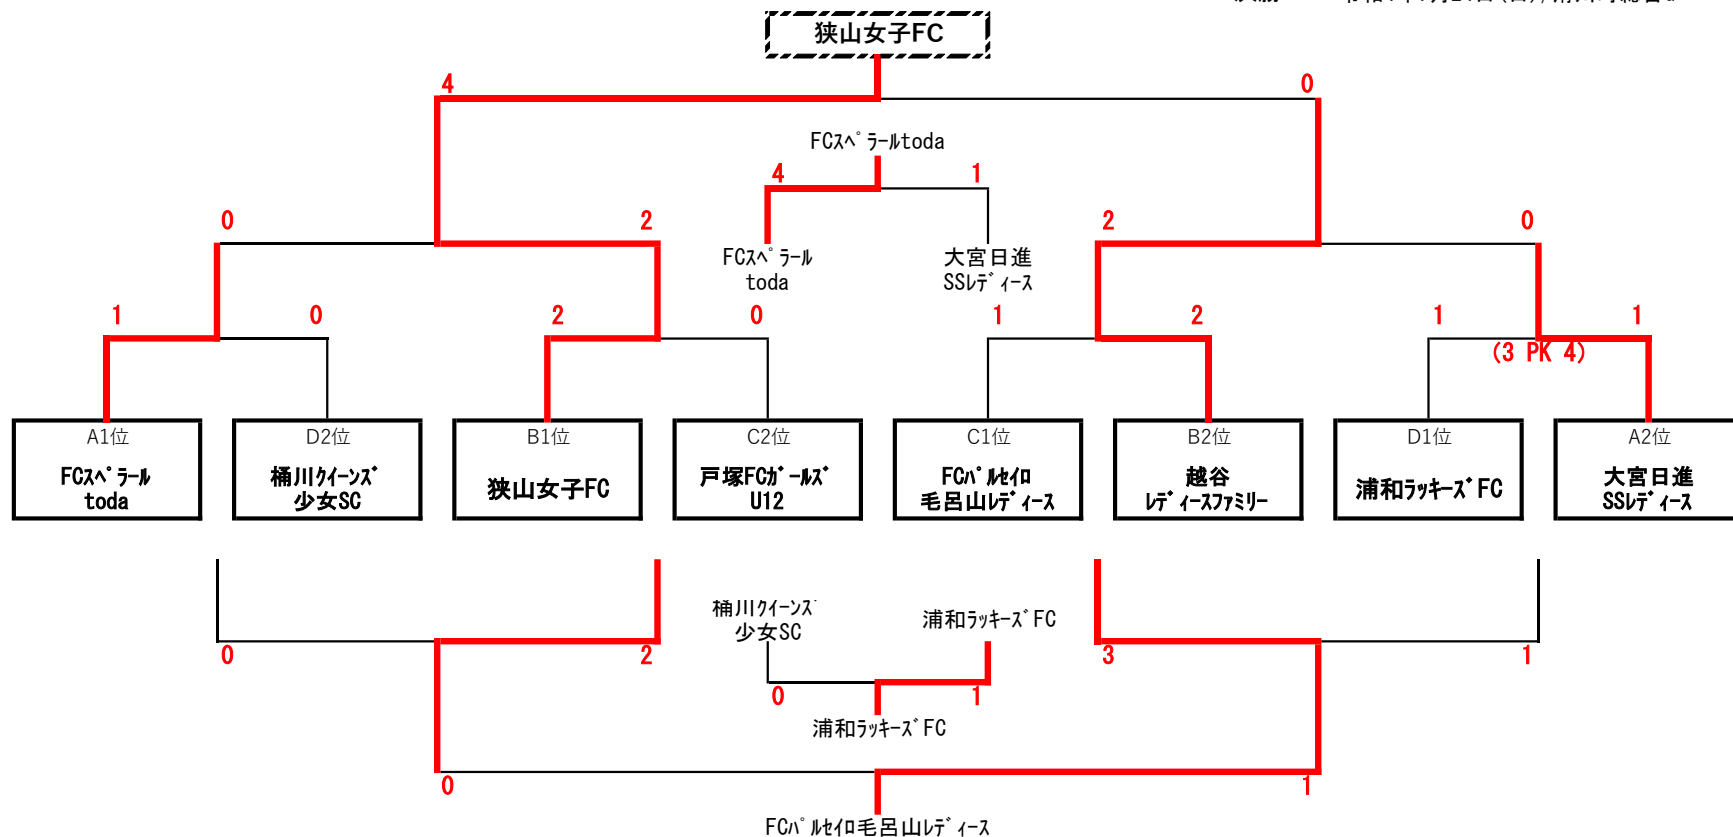 狭山女子FC
4
0
FCスペラールtoda
4
1
0
2
2
0
FCスペラール
toda
大宮日進
SSレディース
1
0
2
0
1
2
1
1
(3 PK 4)
A1位
D2位
B1位
C2位
C1位
B2位
D1位
A2位
FCスペラール
toda
桶川クイーンズ
少女SC
狭山女子FC
戸塚FCガールズ
U12
FCパルセイロ
毛呂山レディース
越谷
レディースファミリー
浦和ラッキーズFC
大宮日進
SSレディース
桶川クイーンズ
少女SC
浦和ラッキーズFC
0
2
3
1
0
1
浦和ラッキーズFC
0
1
FCパルセイロ毛呂山レディース